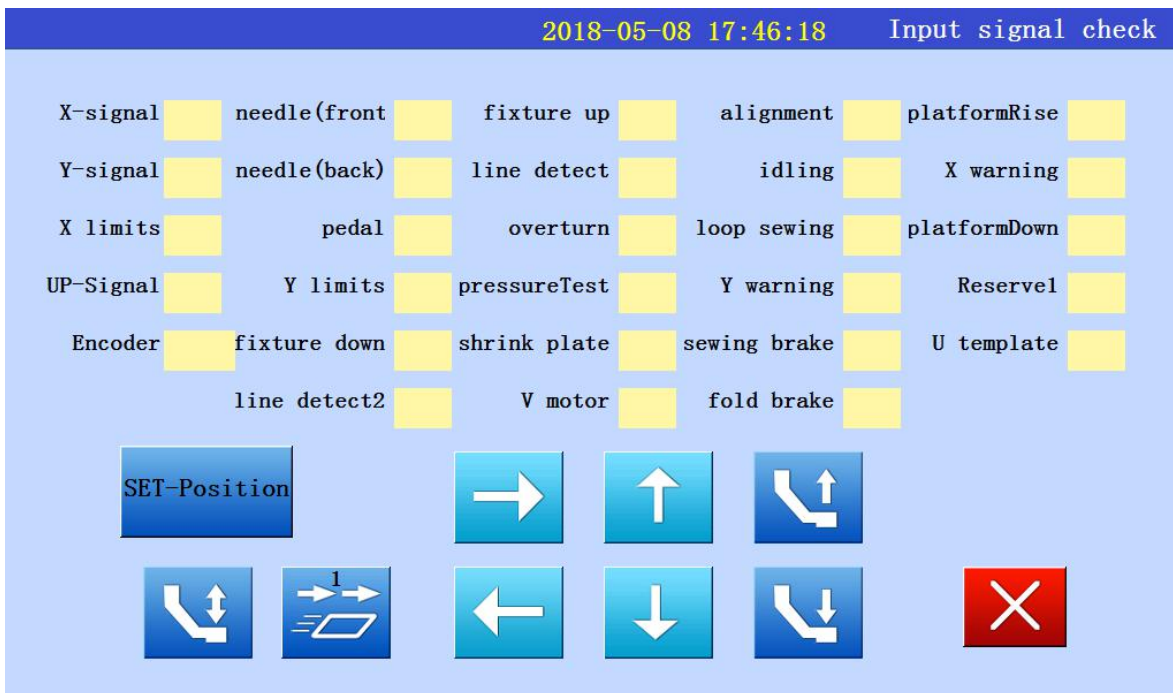 2018-05-08 17:46:18 Input signal check
X-signal needle(front fixture up alignment platformRise
Y-signal needle(back) line detect idling X warning
X limits pedal overturn loop sewing platformDown
UP-Signal Y limits pressureTest Y warning Reserve1
Encoder fixture down shrink plate sewing brake U template
line detect2 V motor fold brake
SET-Position
1